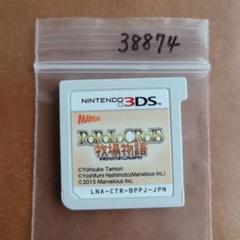 38874
NINTENDO 3DS
MARVELOUS!
PoPoLoCRoIS
牧場物語
©Yohsuke Tamori
©Yoshifumi Hashimoto(Marvelous Inc.)
©2015 Marvelous Inc.
LNA-CTR-BPPJ-JPN